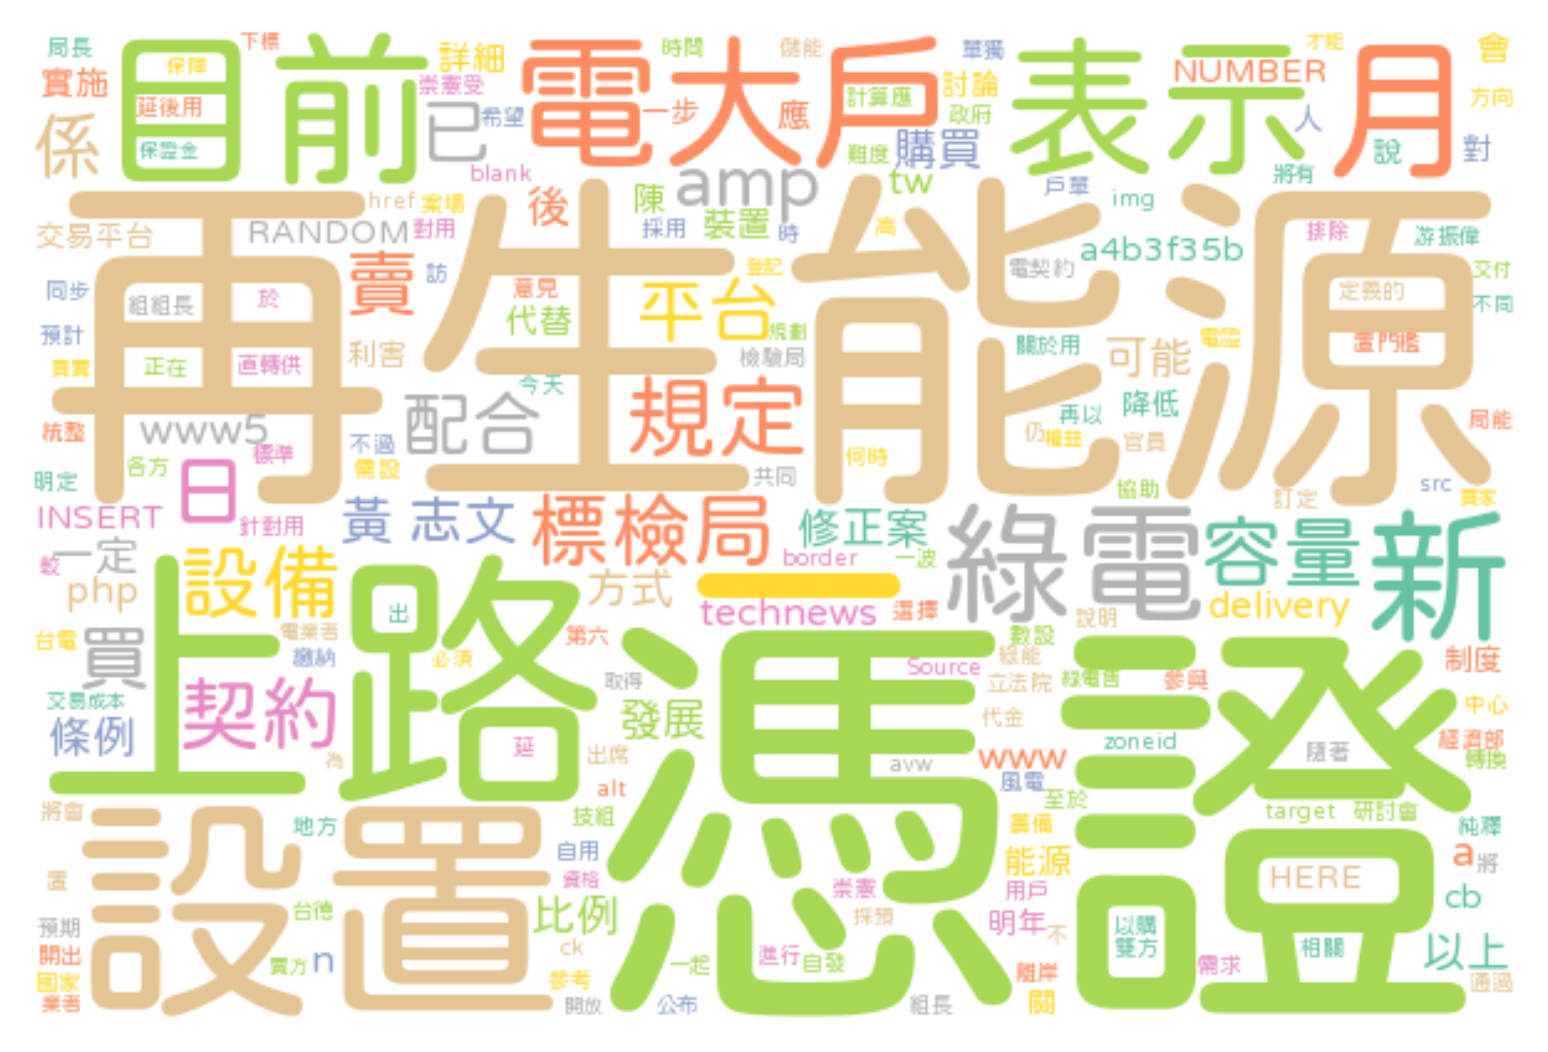 局長
下標
保障
詳細
時間
儲能
單獨
才能
會
實施
目前
崇憲受
電大戶
表示
NUMBER
月
延後用
已
希望
一步
應
計算應
討論
政府
人
方向
係
保證金
blank
購買
難度
說
對
將有
amp
tw
戶單
img
href
案場
後
陳
交易平台
RANDOM
對用
採用
裝置
時
高
a4b3f35b
排除
游振偉
再生能源
賣
訪
意見
登記
電契約
交付
同步
組組長
於
平台
定義的
不同
預計
代替
規劃
關於用
買賣
正在
直轉供
利害
檢驗局
可能
置門檻
今天
規定
再以
降低
統整
www5
配合
仍
權益
官員
局能
標準
不過
各方
需設
何時
明定
日
共同
協助
src
訂定
賣家
INSERT
針對用
黃 志文
標檢局
修正案
綠電
容量
新
一定
較
border
一波
php
設備
上路
方式
一
technews
選擇
delivery
說明
台電
買
電業者
出
第六
數設
繳納
必須
憑證
Source
綠能
制度
取得
立法院
綠電售
參與
交易成本
契約
發展
代金
中心
條例
延
www
zoneid
隨著
經濟部
為
出席
avw
風電
轉換
alt
至於
將會
設置
地方
技組
target
研討會
籌備
純釋
自用
能源
a
將
置
資格
崇憲
用戶
HERE
cb
台德
比例
採預
明年
不
以購
雙方
預期
ck
相關
以上
開出
買方
n
一起
進行
自發
離岸
需求
國家
參考
通過
業者
開放
公布
組長
關